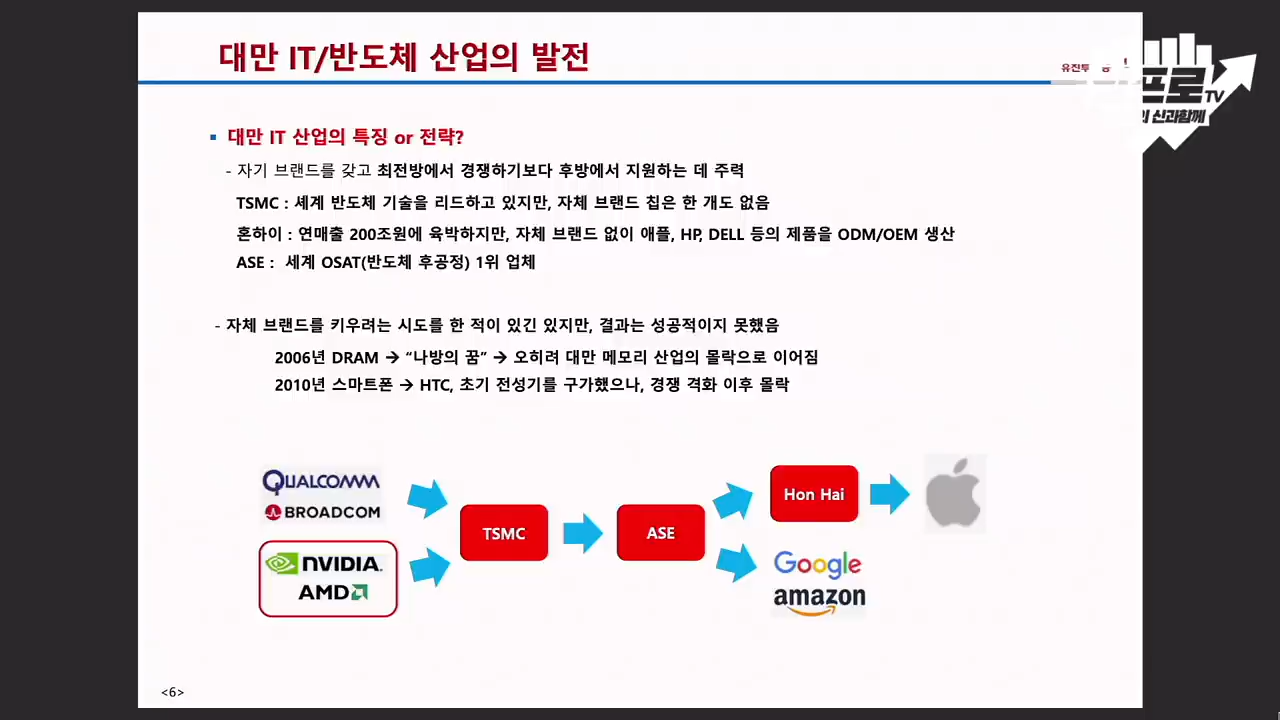 대만 IT/반도체 산업의 발전
유진투
프로TV
신과함께
▪ 대만 IT 산업의 특징 or 전략?
- 자기 브랜드를 갖고 최전방에서 경쟁하기보다 후방에서 지원하는 데 주력
TSMC : 세계 반도체 기술을 리드하고 있지만, 자체 브랜드 칩은 한 개도 없음
혼하이 : 연매출 200조원에 육박하지만, 자체 브랜드 없이 애플, HP, DELL 등의 제품을 ODM/OEM 생산
ASE : 세계 OSAT(반도체 후공정) 1위 업체
- 자체 브랜드를 키우려는 시도를 한 적이 있긴 있지만, 결과는 성공적이지 못했음
2006년 DRAM → “나방의 꿈” → 오히려 대만 메모리 산업의 몰락으로 이어짐
2010년 스마트폰 → HTC, 초기 전성기를 구가했으나, 경쟁 격화 이후 몰락
QUALCOMM
BROADCOM
NVIDIA.
AMD
TSMC
ASE
Hon Hai
Google
amazon
<6>